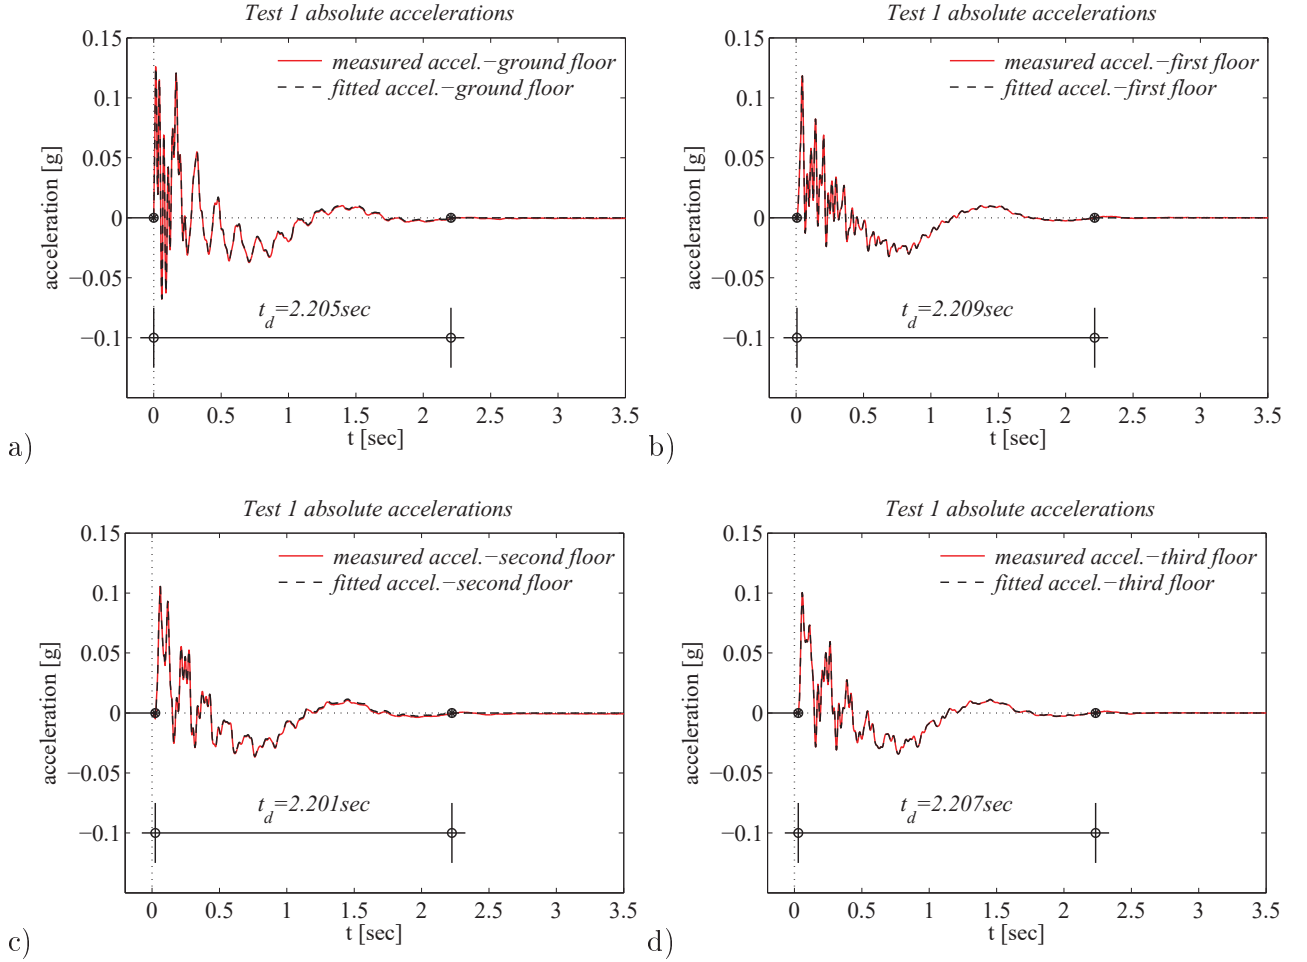 Test 1 absolute accelerations
measured accel.−ground floor
fitted accel.−ground floor
0.15
0.1
0.05
0
−0.05
−0.1
acceleration [g]
t_d=2.205sec
0 0.5 1 1.5 2 2.5 3 3.5
t [sec]
a)
Test 1 absolute accelerations
measured accel.−first floor
fitted accel.−first floor
0.15
0.1
0.05
0
−0.05
−0.1
acceleration [g]
t_d=2.209sec
0 0.5 1 1.5 2 2.5 3 3.5
t [sec]
b)
Test 1 absolute accelerations
measured accel.−second floor
fitted accel.−second floor
0.15
0.1
0.05
0
−0.05
−0.1
acceleration [g]
t_d=2.201sec
0 0.5 1 1.5 2 2.5 3 3.5
t [sec]
c)
Test 1 absolute accelerations
measured accel.−third floor
fitted accel.−third floor
0.15
0.1
0.05
0
−0.05
−0.1
acceleration [g]
t_d=2.207sec
0 0.5 1 1.5 2 2.5 3 3.5
t [sec]
d)